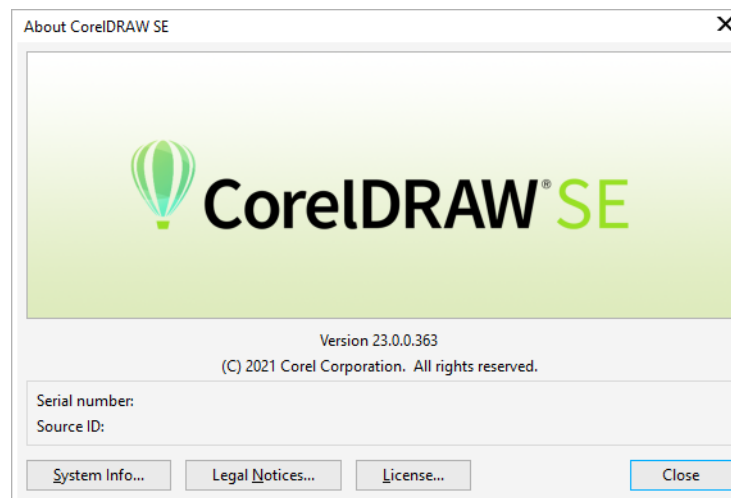 About CorelDRAW SE
CorelDRAW® SE
Version 23.0.0.363
(C) 2021 Corel Corporation.  All rights reserved.
Serial number:
Source ID:
System Info...
Legal Notices...
License...
Close